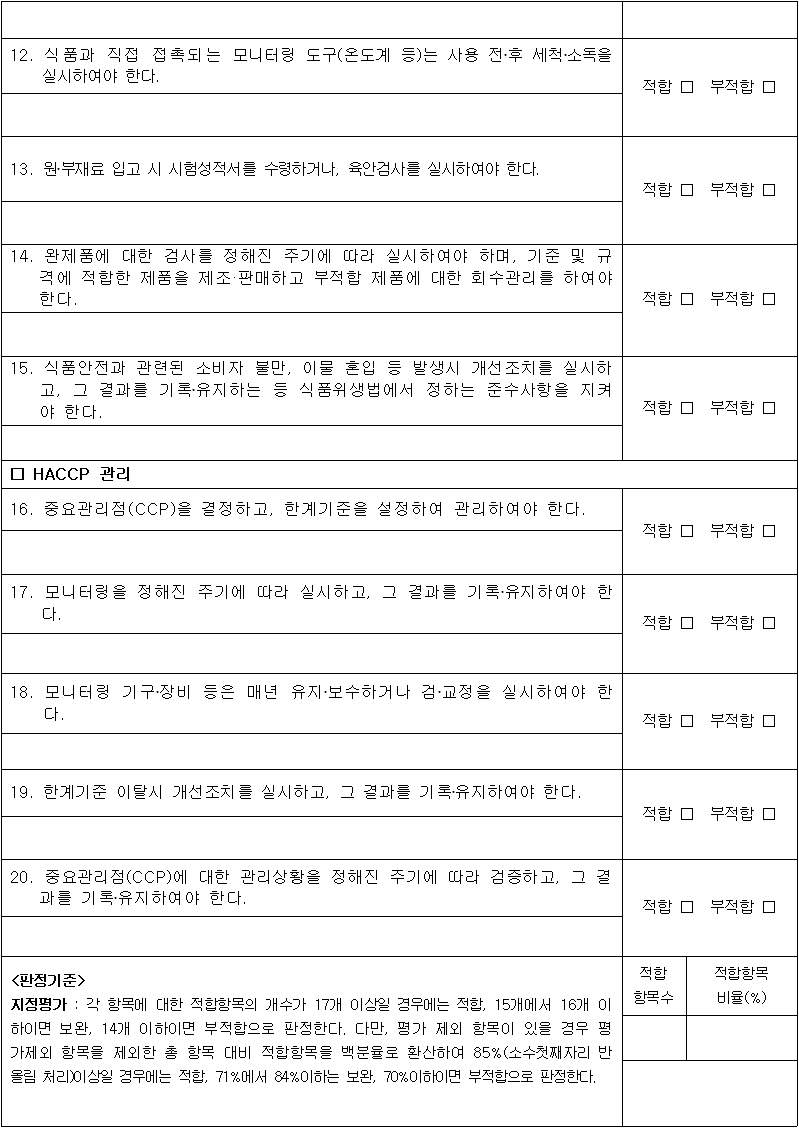 12. 식품과 직접 접촉되는 모니터링 도구(온도계 등)는 사용 전·후 세척·소독을
실시하여야 한다.
적합 □ 부적합 □
13. 원·부재료 입고 시 시험성적서를 수령하거나, 육안검사를 실시하여야 한다.
적합 □ 부적합 □
14. 완제품에 대한 검사를 정해진 주기에 따라 실시하여야 하며, 기준 및 규
격에 적합한 제품을 제조·판매하고 부적합 제품에 대한 회수관리를 하여야
한다.
적합 □ 부적합 □
15. 식품안전과 관련된 소비자 불만, 이물 혼입 등 발생시 개선조치를 실시하
고, 그 결과를 기록·유지하는 등 식품위생법에서 정하는 준수사항을 지켜
야 한다.
적합 □ 부적합 □
□ HACCP 관리
16. 중요관리점(CCP)을 결정하고, 한계기준을 설정하여 관리하여야 한다.
적합 □ 부적합 □
17. 모니터링을 정해진 주기에 따라 실시하고, 그 결과를 기록·유지하여야 한
다.
적합 □ 부적합 □
18. 모니터링 기구·장비 등은 매년 유지·보수하거나 검·교정을 실시하여야 한
다.
적합 □ 부적합 □
19. 한계기준 이탈시 개선조치를 실시하고, 그 결과를 기록·유지하여야 한다.
적합 □ 부적합 □
20. 중요관리점(CCP)에 대한 관리상황을 정해진 주기에 따라 검증하고, 그 결
과를 기록·유지하여야 한다.
적합 □ 부적합 □
<판정기준>
지정평가 : 각 항목에 대한 적합항목의 개수가 17개 이상일 경우에는 적합, 15개에서 16개 이
하이면 보완, 14개 이하이면 부적합으로 판정한다. 다만, 평가 제외 항목이 있을 경우 평
가제외 항목을 제외한 총 항목 대비 적합항목을 백분율로 환산하여 85%(소수첫째자리 반
올림 처리)이상일 경우에는 적합, 71%에서 84%이하는 보완, 70%이하이면 부적합으로 판정한다.
적합
항목수
적합항목
비율(%)